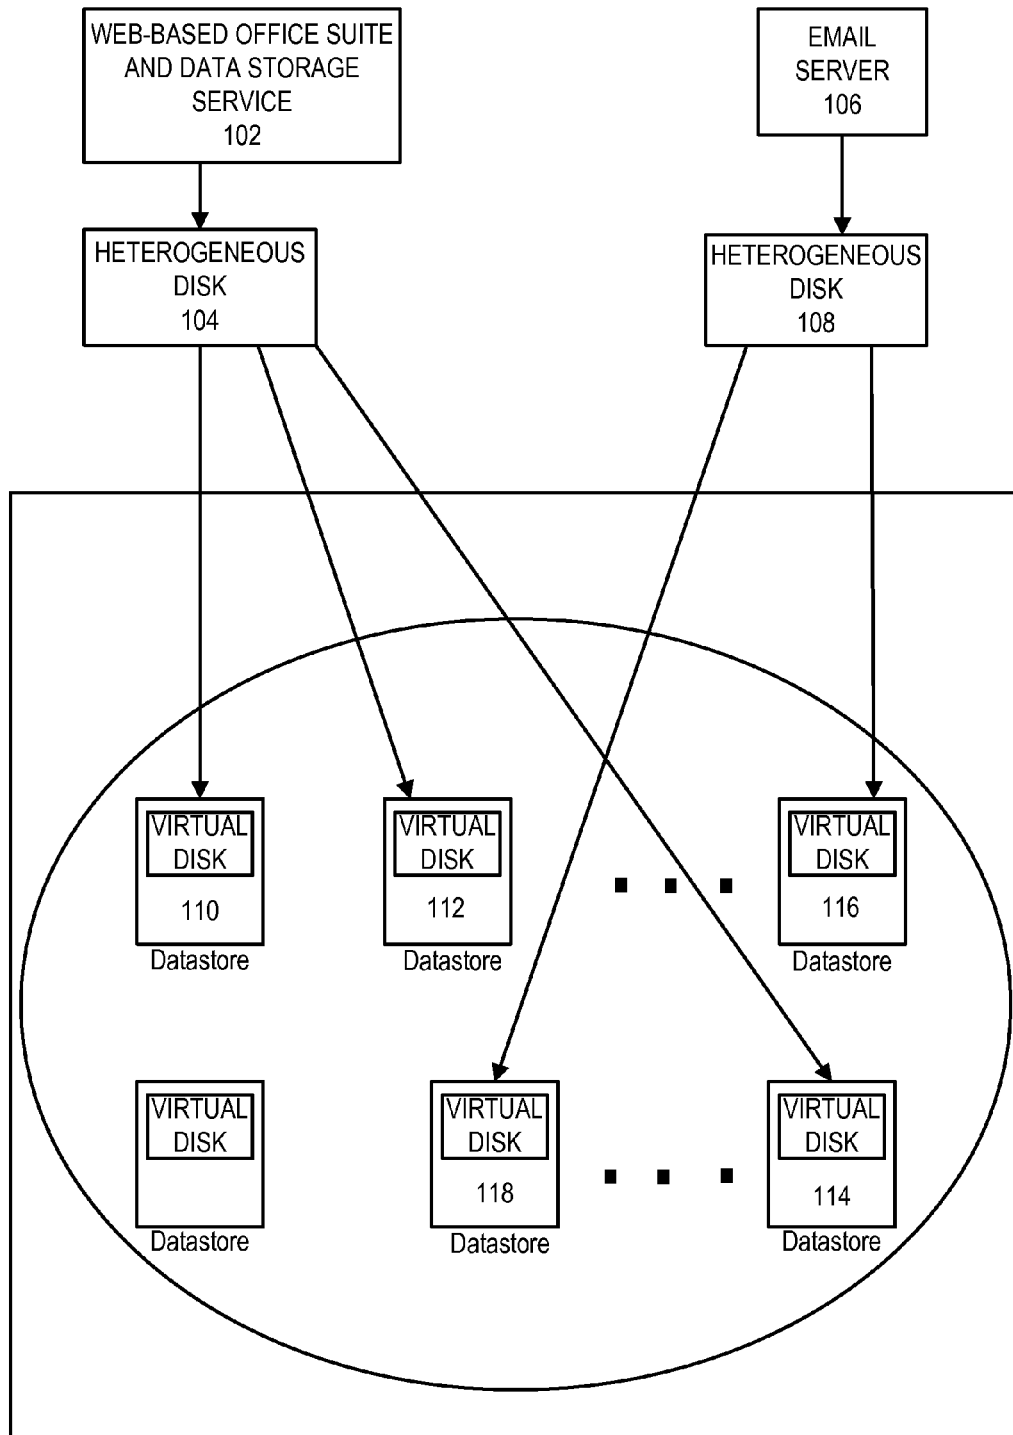 WEB-BASED OFFICE SUITE
AND DATA STORAGE
SERVICE
102
EMAIL
SERVER
106
HETEROGENEOUS
DISK
104
HETEROGENEOUS
DISK
108
VIRTUAL
DISK
110
Datastore
VIRTUAL
DISK
112
Datastore
VIRTUAL
DISK
116
Datastore
VIRTUAL
DISK
Datastore
VIRTUAL
DISK
118
Datastore
VIRTUAL
DISK
114
Datastore